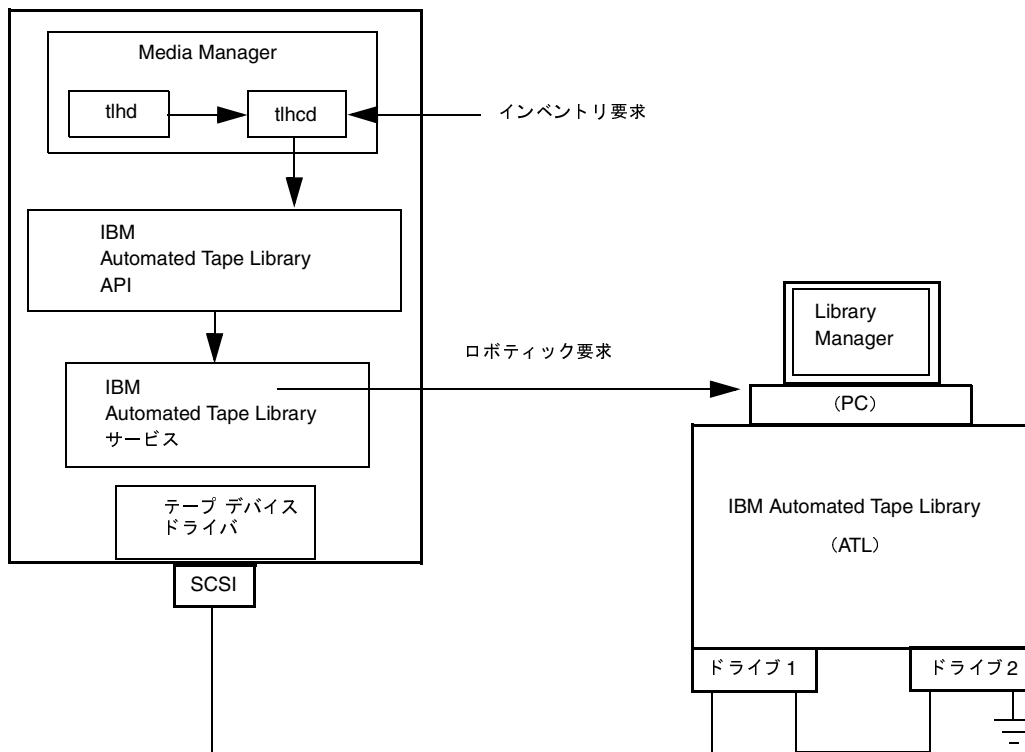 Media Manager
tlhd
tlhcd
インベントリ要求
IBM
Automated Tape Library
API
ロボティック要求
Library
Manager
IBM
Automated Tape Library
サービス
（PC）
テープ デバイス
ドライバ
IBM Automated Tape Library
（ATL）
SCSI
ドライブ 1
ドライブ 2